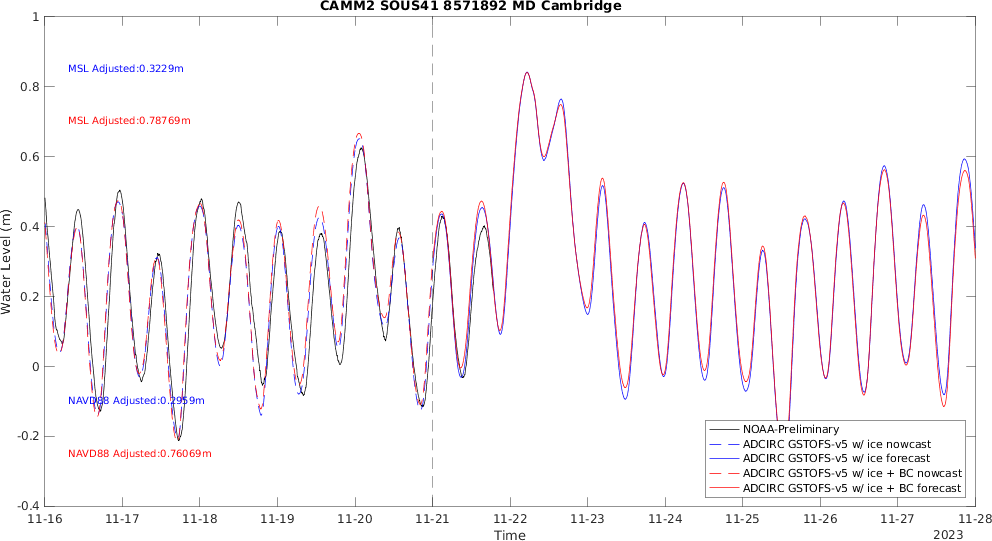 CAMM2 SOUS41 8571892 MD Cambridge
1
0.8
0.6
0.4
0.2
0
-0.2
-0.4
Water Level (m)
MSL Adjusted:0.3229m
MSL Adjusted:0.78769m
NAVD88 Adjusted:0.2959m
NAVD88 Adjusted:0.76069m
NOAA-Preliminary
ADCIRC GSTOFS-v5 w/ ice nowcast
ADCIRC GSTOFS-v5 w/ ice forecast
ADCIRC GSTOFS-v5 w/ ice + BC nowcast
ADCIRC GSTOFS-v5 w/ ice + BC forecast
11-16 11-17 11-18 11-19 11-20 11-21 11-22 11-23 11-24 11-25 11-26 11-27 11-28
Time
2023